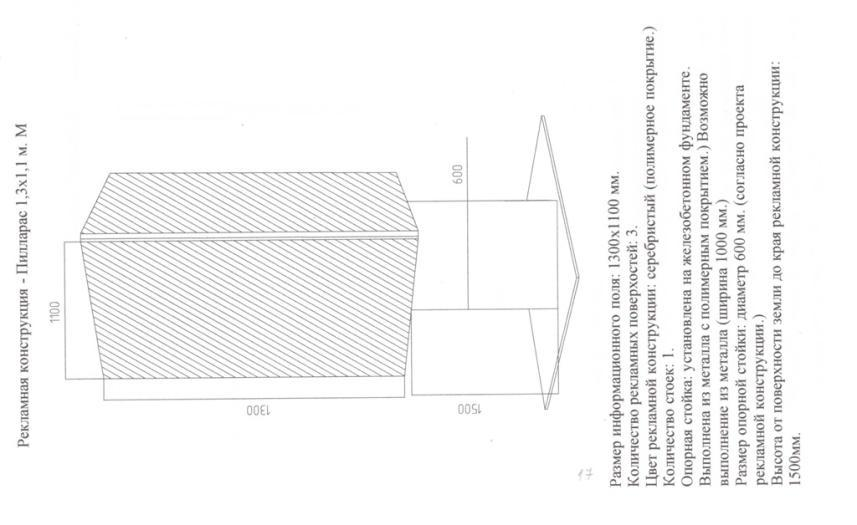 Рекламная конструкция - Пилларас 1,3х1,1 м. М
1100
1300
600
1500
17
Размер информационного поля: 1300х1100 мм.
Количество рекламных поверхостей: 3.
Цвет рекламной конструкции: серебристый (полимерное покрытие.)
Количество стоек: 1.
Опорная стойка: установлена на железобетонном фундаменте.
Выполнена из металла с полимерным покрытием.) Возможно
выполнение из металла (ширина 1000 мм.)
Размер опорной стойки: диаметр 600 мм. (согласно проекта
рекламной конструкции.)
Высота от поверхности земли до края рекламной конструкции:
1500мм.